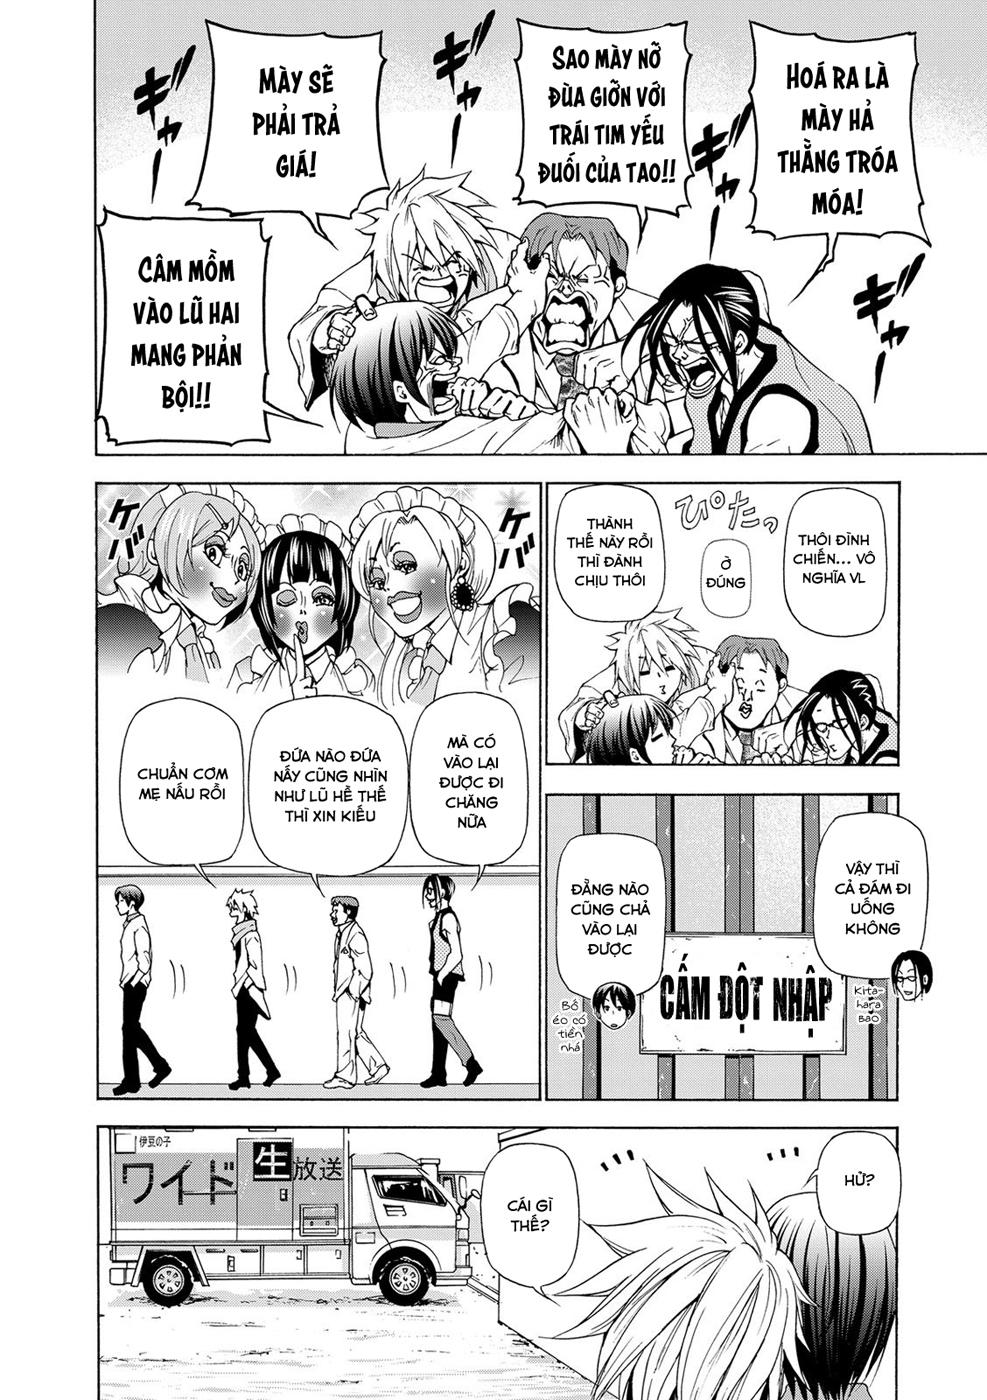 HOÁ RA LÀ
MÀY HẢ
THẰNG TRÓA
MÓA!
SAO MÀY NỠ
ĐÙA GIỠN VỚI
TRÁI TIM YẾU
ĐUỐI CỦA TAO!!
MÀY SẼ
PHẢI TRẢ
GIÁ!
CÂM MỒM
VÀO LŨ HAI
MANG PHẢN
BỘI!!
ギャー
ギャー
ギャー
ギャー
THÔI ĐÌNH
CHIẾN... VÔ
NGHĨA VL
Ờ
ĐÚNG
THÀNH
THẾ NÀY RỒI
THÌ ĐÀNH
CHỊU THÔI
ぴたっ
ケバ
ケバ
MÀ CÓ
VÀO LẠI
ĐƯỢC ĐI
CHĂNG
NỮA
ĐỨA NÀO ĐỨA
NẤY CŨNG NHÌN
NHƯ LŨ HỀ THẾ
THÌ XIN KIẾU
CHUẨN CƠM
MẸ NẤU RỒI
VẬY THÌ
CẢ ĐÁM ĐI
UỐNG
KHÔNG
Kita-
hara
bao
ĐẰNG NÀO
CŨNG CHẢ
VÀO LẠI
ĐƯỢC
Bố
éo có
tiền
nhá
CẤM ĐỘT NHẬP
HỬ?
CÁI GÌ
THẾ?
伊豆の子
ワイド
生放送